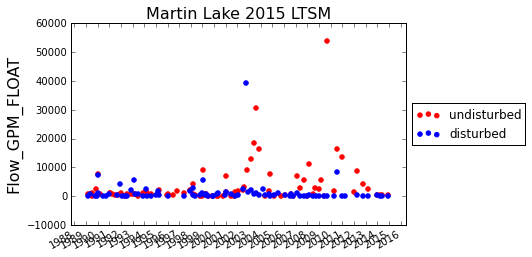 Martin Lake 2015 LTSM
Flow_GPM_FLOAT
60000
50000
40000
30000
20000
10000
0
−10000
1988 1989 1990 1991 1992 1993 1994 1995 1996 1997 1998 1999 2000 2001 2002 2003 2004 2005 2006 2007 2008 2009 2010 2011 2012 2013 2014 2015 2016
undisturbed
disturbed